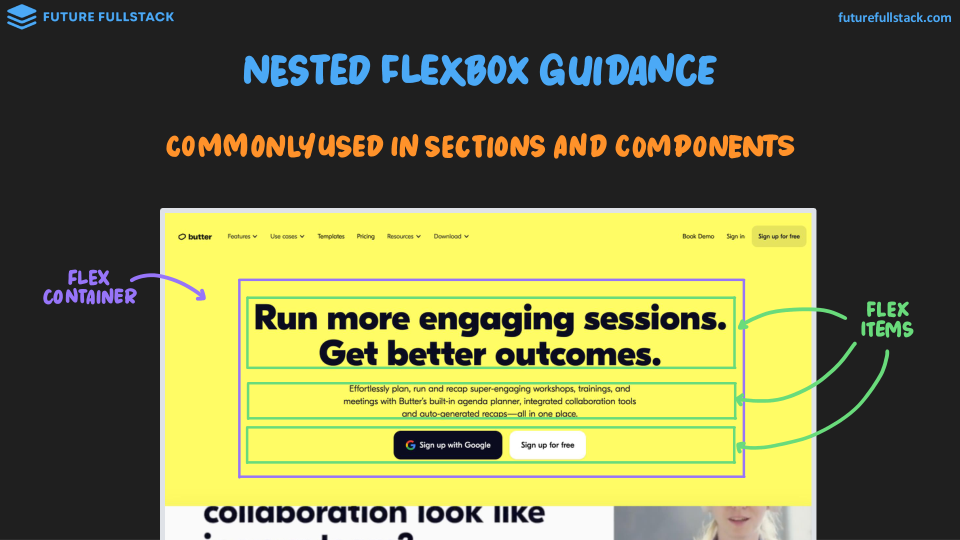 FUTURE FULLSTACK
futurefullstack.com
NESTED FLEXBOX GUIDANCE
COMMONLY USED IN SECTIONS AND COMPONENTS
butter
Features
Use cases
Templates
Pricing
Resources
Download
Book Demo
Sign in
Sign up for free
FLEX
CONTAINER
FLEX
ITEMS
Run more engaging sessions.
Get better outcomes.
Effortlessly plan, run and recap super-engaging workshops, trainings, and
meetings with Butter's built-in agenda planner, integrated collaboration tools
and auto-generated recaps—all in one place.
Sign up with Google
Sign up for free
collaboration look like